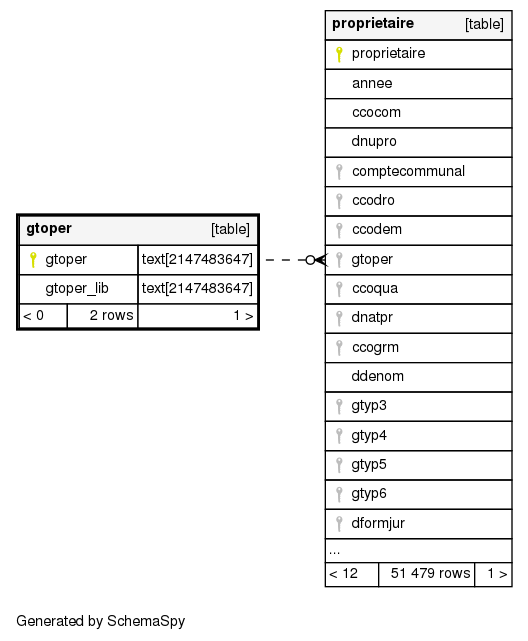 proprietaire [table]
proprietaire
annee
ccocom
dnupro
comptecommunal
ccodro
ccodem
gtoper
ccoqua
dnatpr
ccogrm
ddenom
gtyp3
gtyp4
gtyp5
gtyp6
dformjur
...
< 12 51 479 rows 1 >
gtoper [table]
gtoper text[2147483647]
gtoper_lib text[2147483647]
< 0 2 rows 1 >
Generated by SchemaSpy